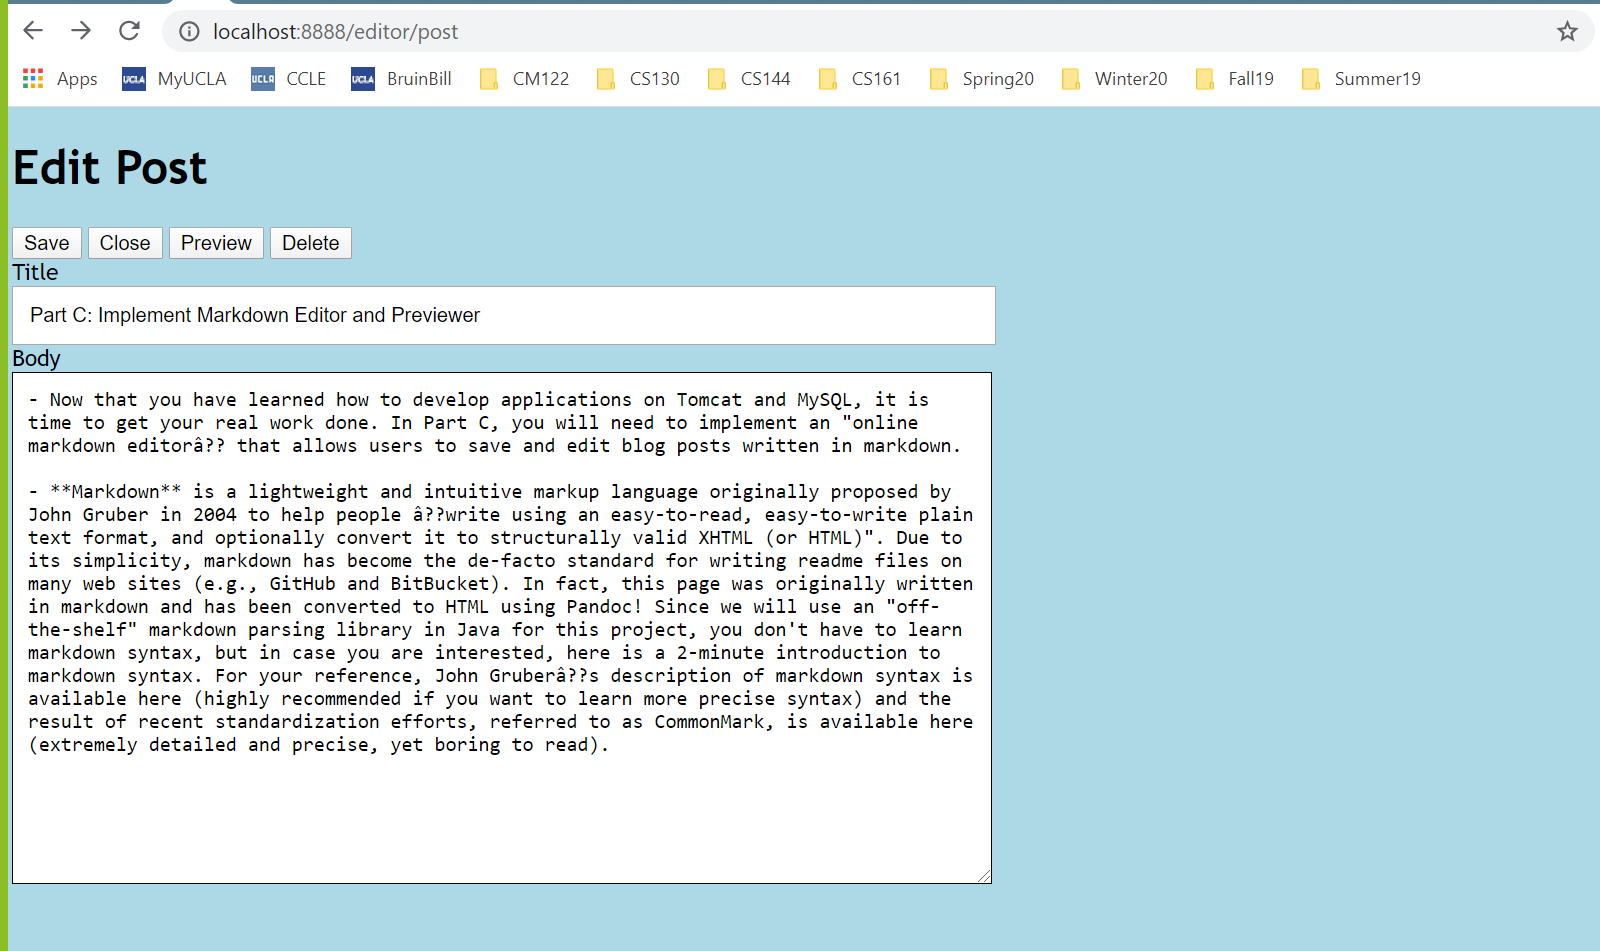 localhost:8888/editor/post
Apps MyUCLA CCLE BruinBill CM122 CS130 CS144 CS161 Spring20 Winter20 Fall19 Summer19
Edit Post
Save Close Preview Delete
Title
Part C: Implement Markdown Editor and Previewer
Body
- Now that you have learned how to develop applications on Tomcat and MySQL, it is
time to get your real work done. In Part C, you will need to implement an "online
markdown editorâ?? that allows users to save and edit blog posts written in markdown.
- **Markdown** is a lightweight and intuitive markup language originally proposed by
John Gruber in 2004 to help people â??write using an easy-to-read, easy-to-write plain
text format, and optionally convert it to structurally valid XHTML (or HTML)". Due to
its simplicity, markdown has become the de-facto standard for writing readme files on
many web sites (e.g., GitHub and BitBucket). In fact, this page was originally written
in markdown and has been converted to HTML using Pandoc! Since we will use an "off-
the-shelf" markdown parsing library in Java for this project, you don't have to learn
markdown syntax, but in case you are interested, here is a 2-minute introduction to
markdown syntax. For your reference, John Gruberâ??s description of markdown syntax is
available here (highly recommended if you want to learn more precise syntax) and the
result of recent standardization efforts, referred to as CommonMark, is available here
(extremely detailed and precise, yet boring to read).